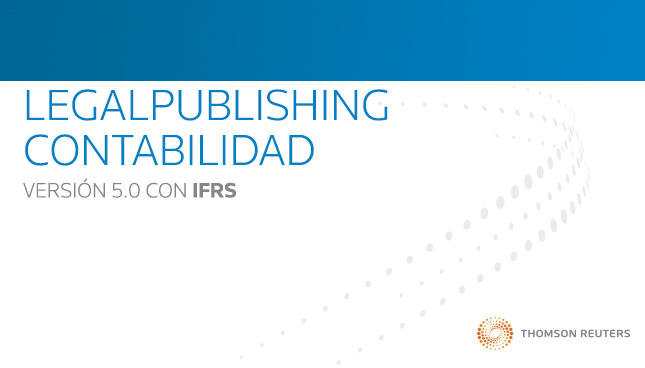 LEGALPUBLISHING
CONTABILIDAD
VERSIÓN 5.0 CON IFRS
THOMSON REUTERS